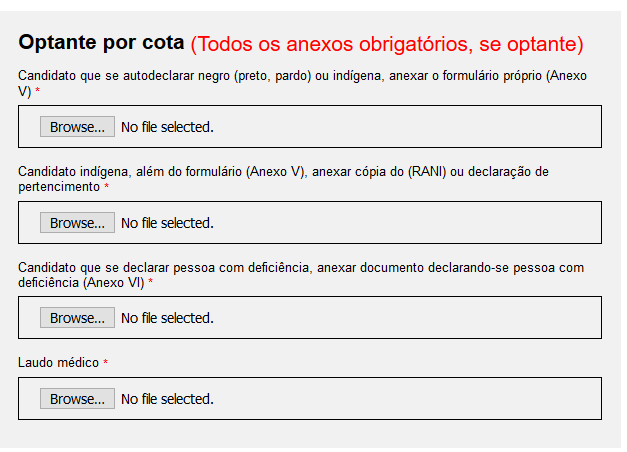 Optante por cota (Todos os anexos obrigatórios, se optante)
Candidato que se autodeclarar negro (preto, pardo) ou indígena, anexar o formulário próprio (Anexo
V) *
Browse... No file selected.
Candidato indígena, além do formulário (Anexo V), anexar cópia do (RANI) ou declaração de
pertencimento *
Browse... No file selected.
Candidato que se declarar pessoa com deficiência, anexar documento declarando-se pessoa com
deficiência (Anexo VI) *
Browse... No file selected.
Laudo médico *
Browse... No file selected.